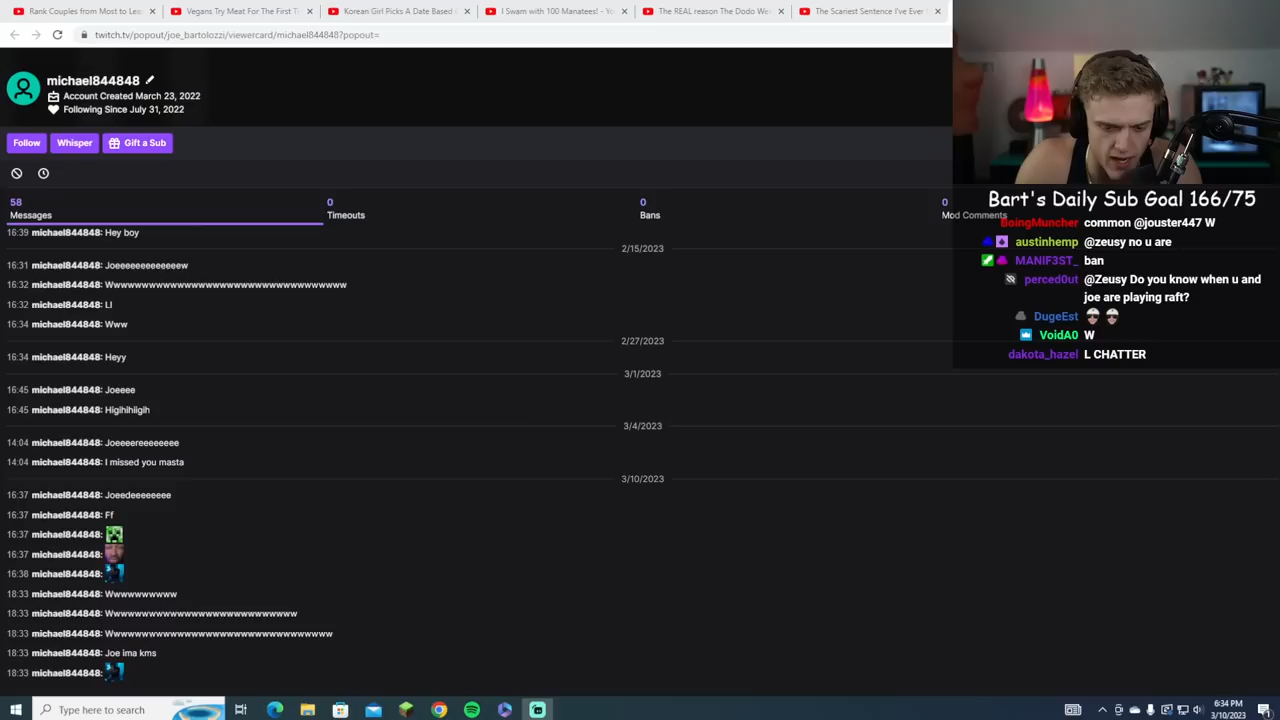 Rank Couples from Most to Lea
Vegans Try Meat For The First Ti
Korean Girl Picks A Date Based
I Swam with 100 Manatees! - Yo
The REAL reason The Dodo We
The Scariest Sentence I've Ever
twitch.tv/popout/joe_bartolozzi/viewercard/michael844848?popout=
michael844848
Account Created March 23, 2022
Following Since July 31, 2022
Follow Whisper Gift a Sub
58 0 0 0
Messages Timeouts Bans Mod Comments
16:39 michael844848: Hey boy
2/15/2023
16:31 michael844848: Joeeeeeeeeeeeeew
16:32 michael844848: Wwwwwwwwwwwwwwwwwwwwwwwwwwwwwwwww
16:32 michael844848: Ll
16:34 michael844848: Www
2/27/2023
16:34 michael844848: Heyy
3/1/2023
16:45 michael844848: Joeeee
16:45 michael844848: Higihihiigih
3/4/2023
14:04 michael844848: Joeeeereeeeeeee
14:04 michael844848: I missed you masta
3/10/2023
16:37 michael844848: Joeedeeeeeeee
16:37 michael844848: Ff
16:37 michael844848:
16:37 michael844848:
16:38 michael844848:
18:33 michael844848: Wwwwwwwwww
18:33 michael844848: Wwwwwwwwwwwwwwwwwwwwwwwwwww
18:33 michael844848: Wwwwwwwwwwwwwwwwwwwwwwwwwwwwwwww
18:33 michael844848: Joe ima kms
18:33 michael844848:
Bart's Daily Sub Goal 166/75
BoingMuncher common @jouster447 W
austinhemp @zeusy no u are
MANIF3ST_ ban
perced0ut @Zeusy Do you know when u and
joe are playing raft?
DugeEst
VoidA0 W
dakota_hazel L CHATTER
Type here to search
6:34 PM
3/10/2023